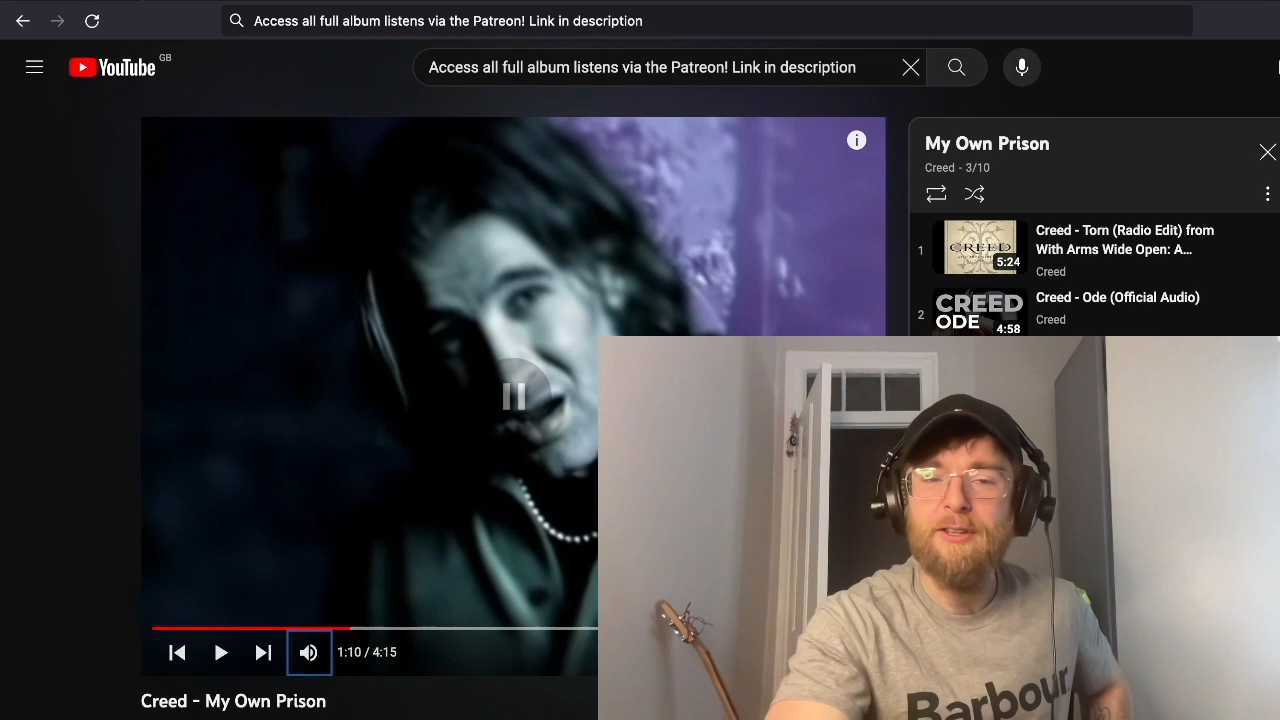 Access all full album listens via the Patreon! Link in description
YouTube GB
Access all full album listens via the Patreon! Link in description
My Own Prison
Creed - 3/10
1
CREED
5:24
Creed - Torn (Radio Edit) from
With Arms Wide Open: A...
Creed
2
CREED
ODE
4:58
Creed - Ode (Official Audio)
Creed
1:10 / 4:15
Creed - My Own Prison
Barbour